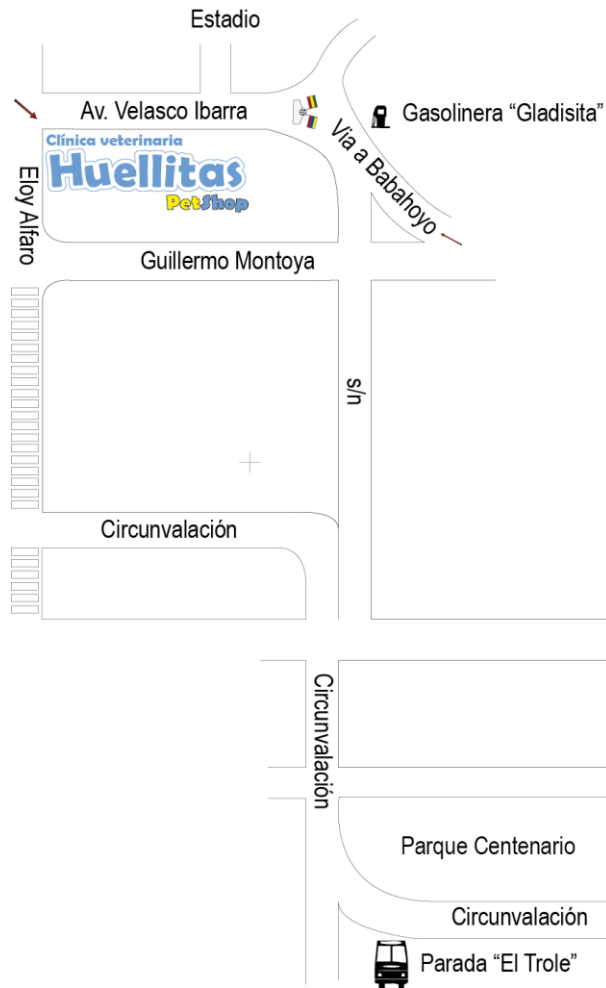 Estadio
Av. Velasco Ibarra
Gasolinera “Gladisita”
Clínica veterinaria
Huellitas
PetShop
Vía a Babahoyo
Eloy Alfaro
Guillermo Montoya
s/n
Circunvalación
Circunvalación
Parque Centenario
Circunvalación
Parada “El Trole”